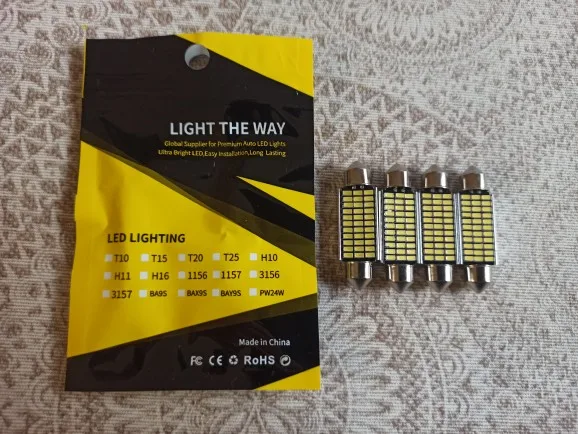 LIGHT THE WAY
Global Supplier for Premium Auto LED Lights
Ultra Bright LED,Easy Installation,Long Lasting
LED LIGHTING
T10 T15 T20 T25 H10
H11 H16 1156 1157 3156
3157 BA9S BAX9S BAY9S PW24W
Made in China
FC CE RoHS